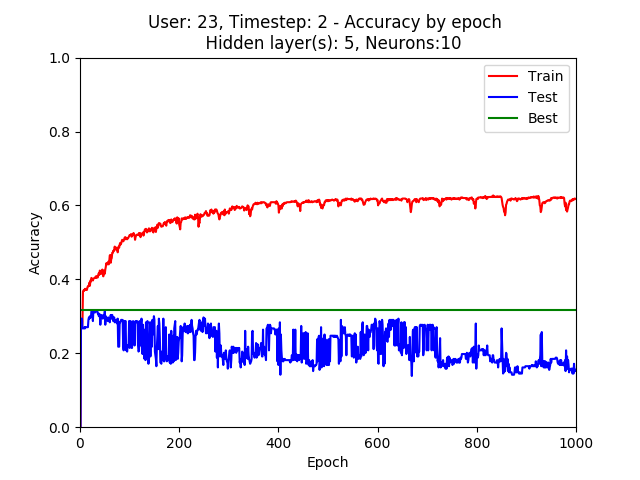 User: 23, Timestep: 2 - Accuracy by epoch
Hidden layer(s): 5, Neurons:10
Train
Test
Best
Accuracy
1.0
0.8
0.6
0.4
0.2
0.0
0 200 400 600 800 1000
Epoch